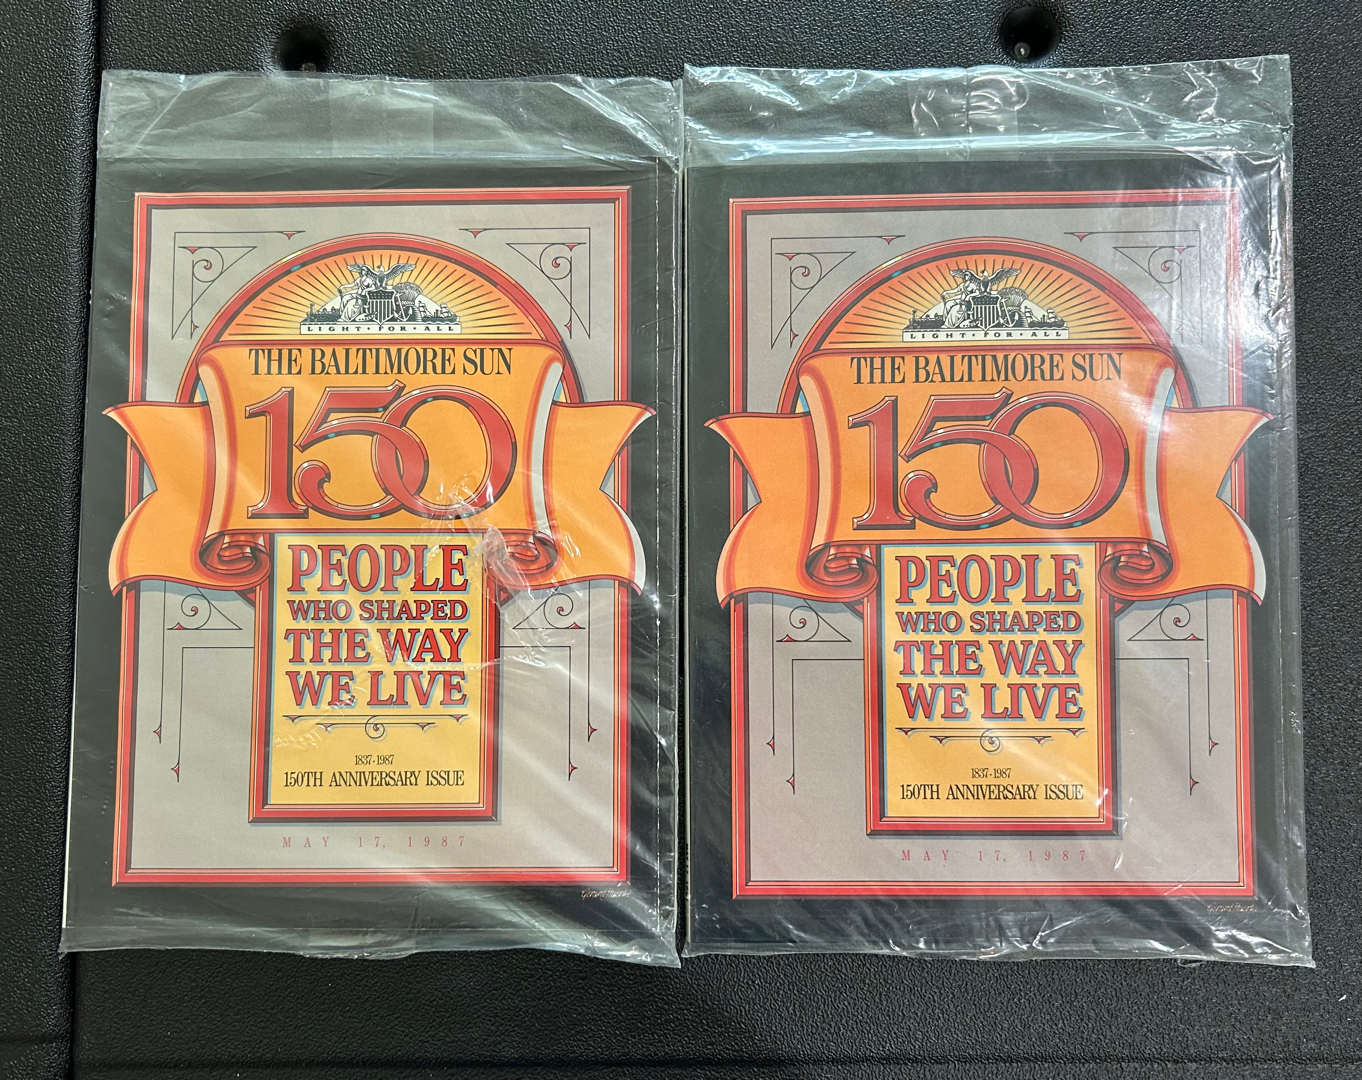 LIGHT • FOR • ALL
THE BALTIMORE SUN
150
PEOPLE
WHO SHAPED
THE WAY
WE LIVE
1837-1987
150TH ANNIVERSARY ISSUE
MAY 17, 1987
LIGHT • FOR • ALL
THE BALTIMORE SUN
150
PEOPLE
WHO SHAPED
THE WAY
WE LIVE
1837-1987
150TH ANNIVERSARY ISSUE
MAY 17, 1987